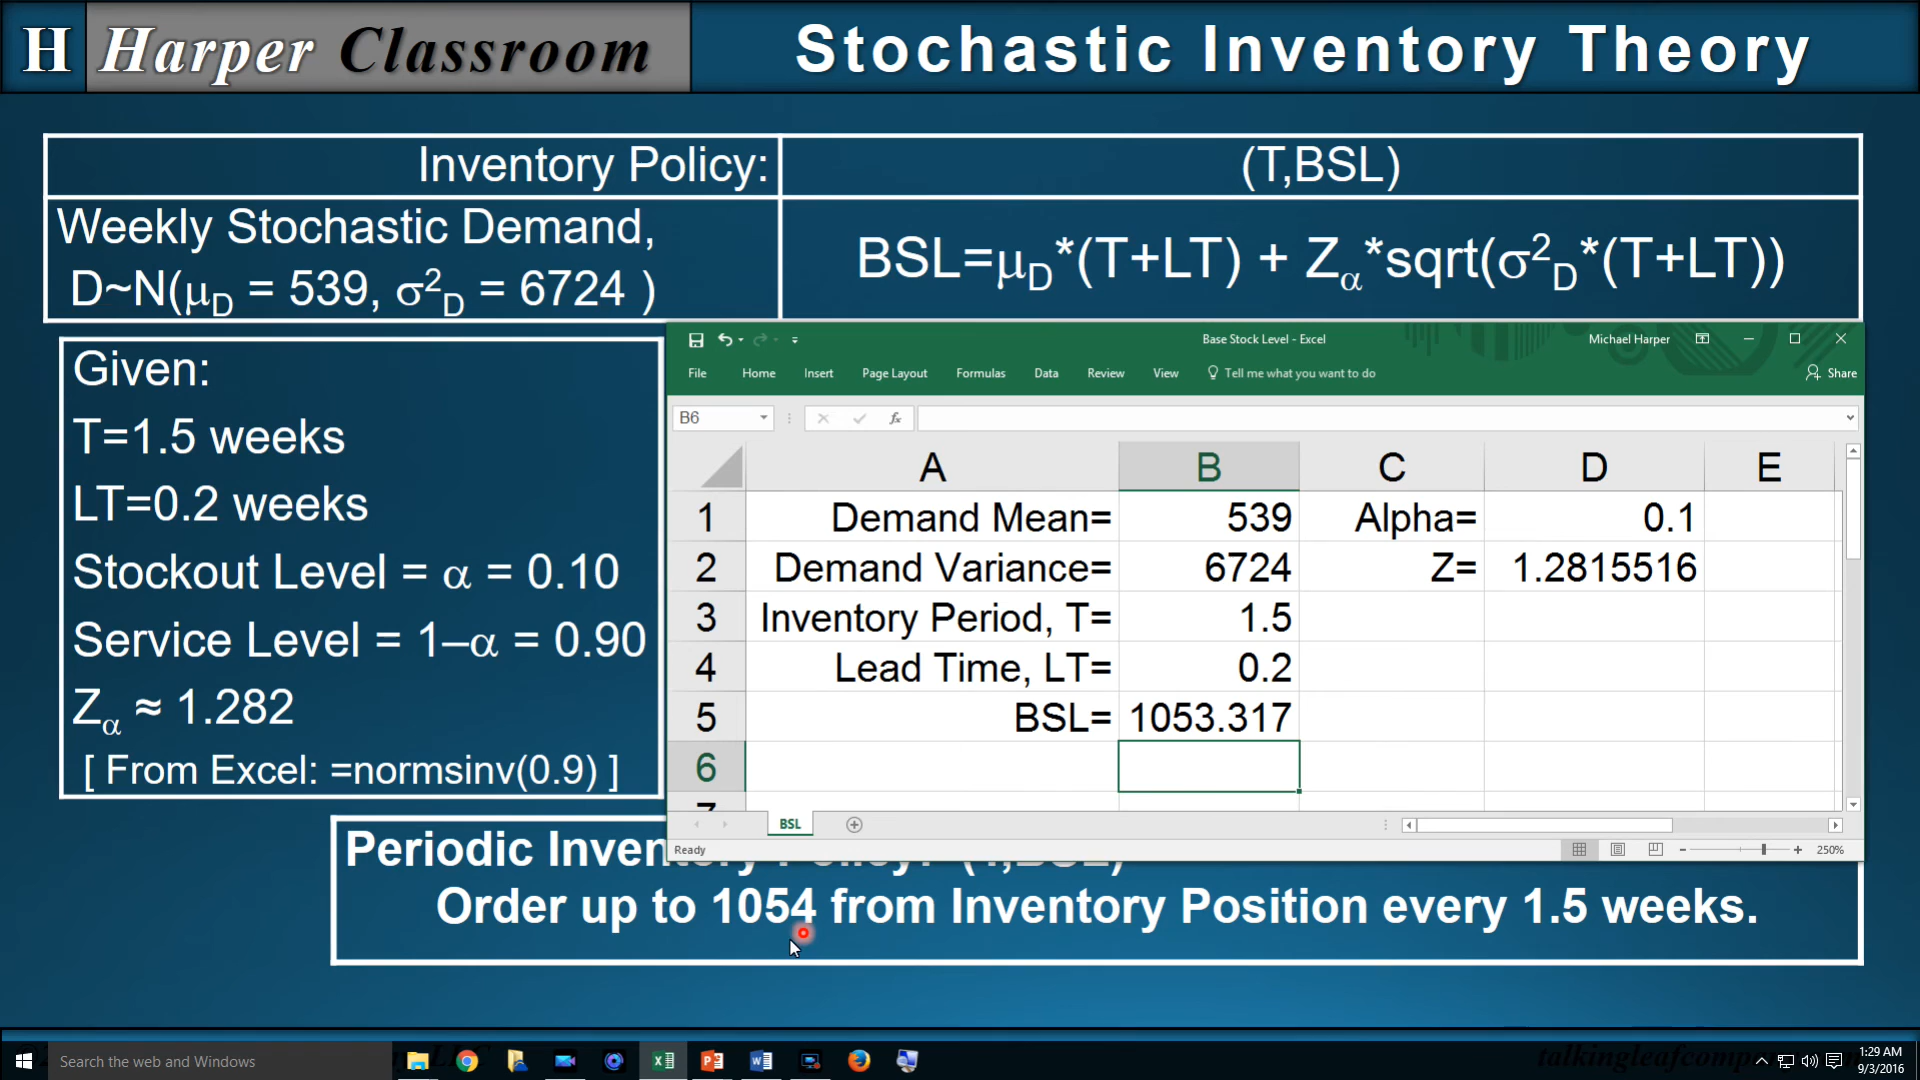 H Harper Classroom
Stochastic Inventory Theory
Inventory Policy: (T,BSL)
Weekly Stochastic Demand,
D~N(μD = 539, σ²D = 6724 )
BSL=μD*(T+LT) + Zα*sqrt(σ²D*(T+LT))
Given:
T=1.5 weeks
LT=0.2 weeks
Stockout Level = α = 0.10
Service Level = 1–α = 0.90
Zα ≈ 1.282
[ From Excel: =normsinv(0.9) ]
Base Stock Level - Excel
Michael Harper
File Home Insert Page Layout Formulas Data Review View Tell me what you want to do Share
B6 fx
A B C D E
1 Demand Mean= 539 Alpha= 0.1
2 Demand Variance= 6724 Z= 1.2815516
3 Inventory Period, T= 1.5
4 Lead Time, LT= 0.2
5 BSL= 1053.317
6
BSL
Ready 250%
Periodic Inventory Policy: (T,BSL)
Order up to 1054 from Inventory Position every 1.5 weeks.
Search the web and Windows
talkingleafcomp
1:29 AM
9/3/2016